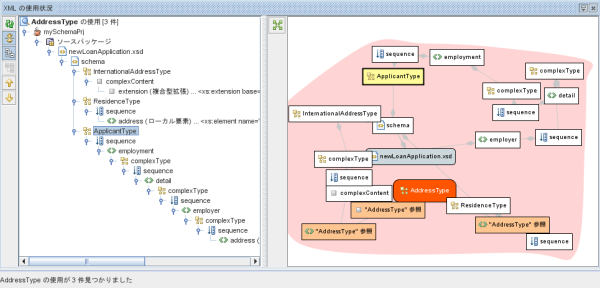 XML の使用状況
AddressType の使用 [3 件]
mySchemaPrj
ソースパッケージ
newLoanApplication.xsd
schema
InternationalAddressType
complexContent
extension (複合型拡張) ... <xs:extension base=
ResidenceType
sequence
address (ローカル要素) ... <xs:element name="
ApplicantType
sequence
employment
complexType
sequence
detail
complexType
sequence
employer
complexType
sequence
address (
sequence
employment
ApplicantType
complexType
complexType
detail
InternationalAddressType
sequence
schema
employer
sequence
complexType
newLoanApplication.xsd
sequence
complexContent
AddressType
ResidenceType
"AddressType" 参照
"AddressType" 参照
"AddressType" 参照
sequence
AddressType の使用が 3 件見つかりました